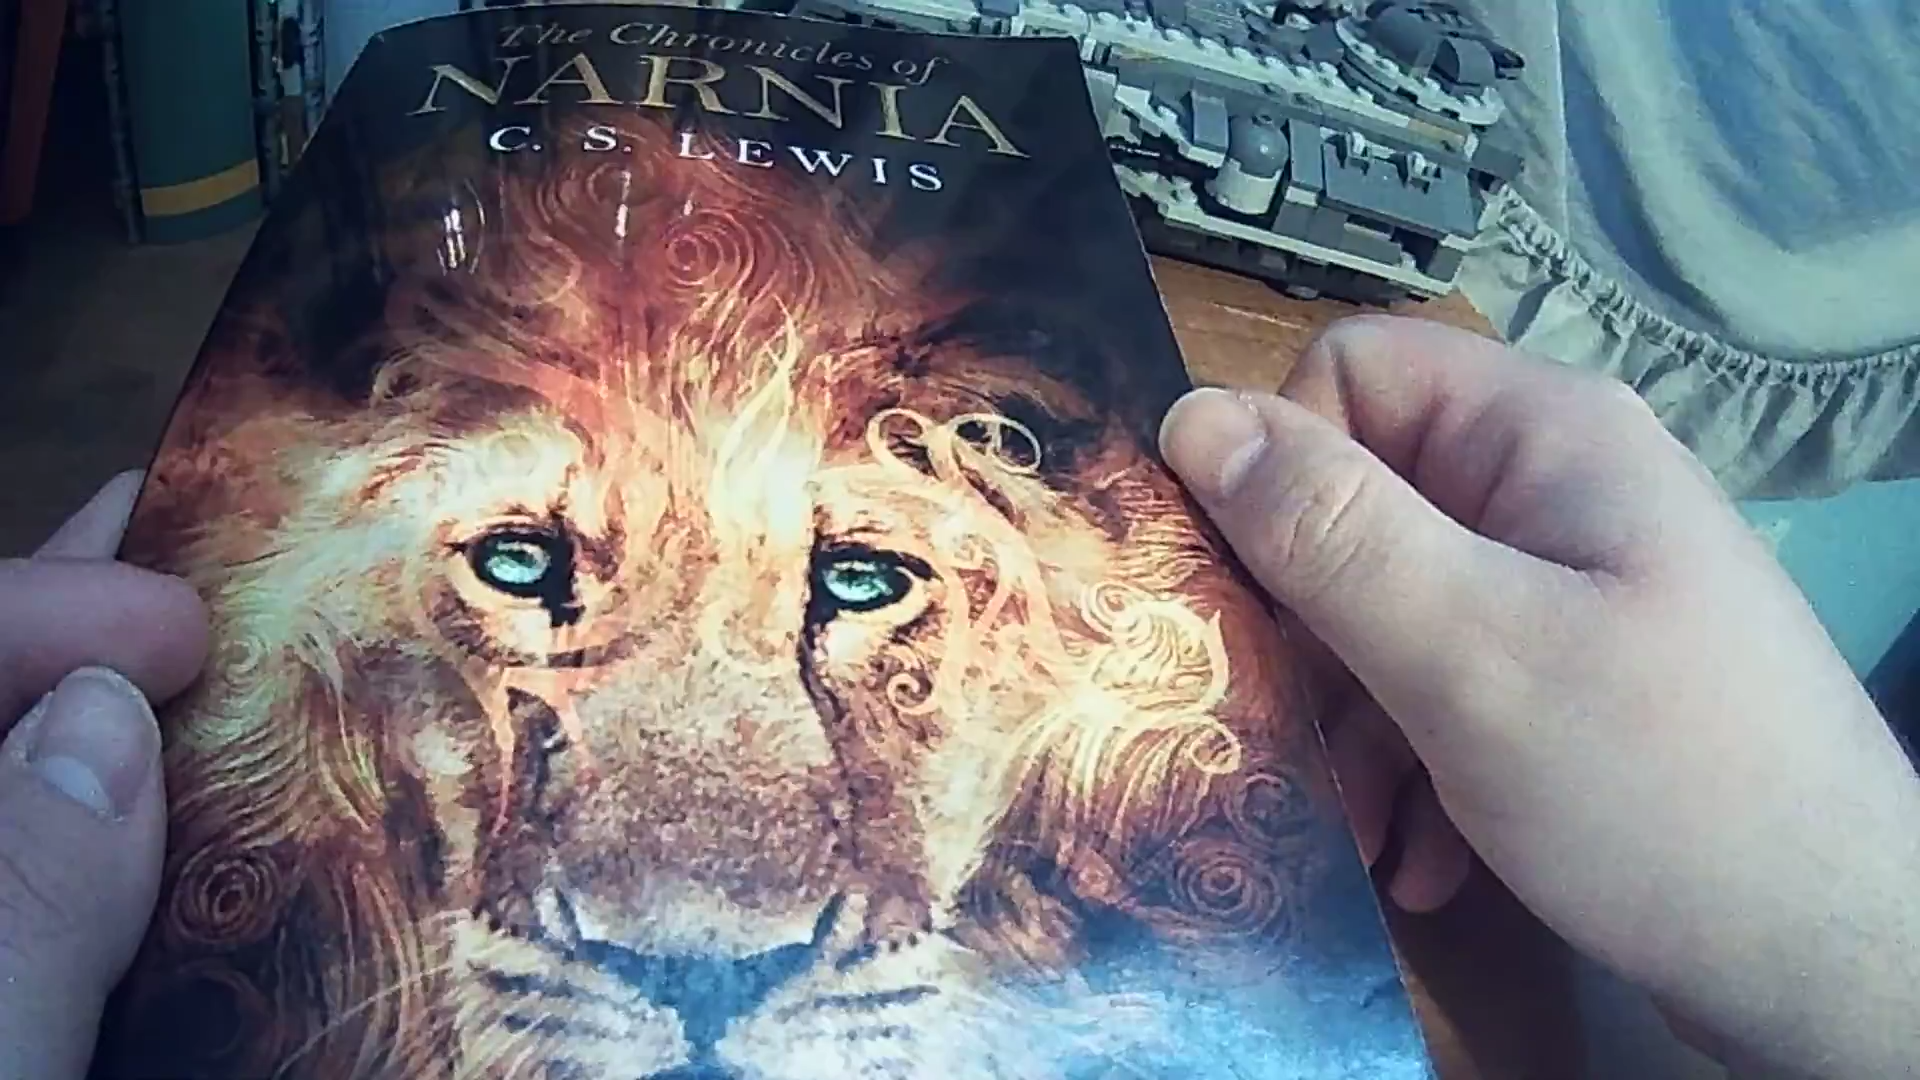 The Chronicles of
NARNIA
C. S. LEWIS